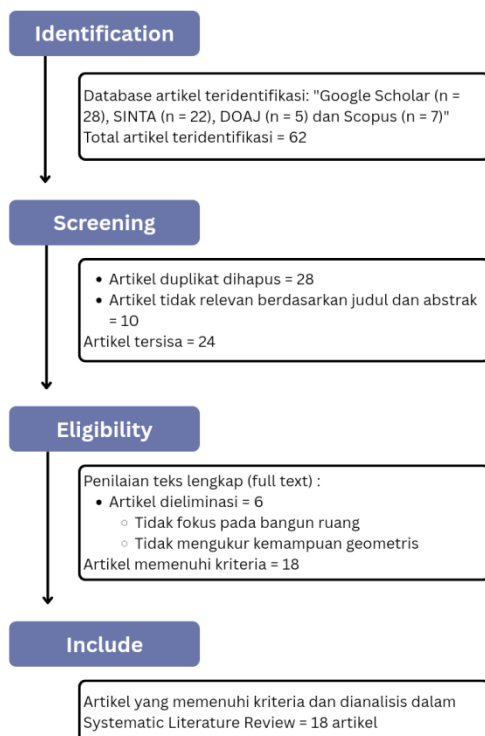 Identification
Database artikel teridentifikasi: "Google Scholar (n =
28), SINTA (n = 22), DOAJ (n = 5) dan Scopus (n = 7)"
Total artikel teridentifikasi = 62
Screening
• Artikel duplikat dihapus = 28
• Artikel tidak relevan berdasarkan judul dan abstrak
= 10
Artikel tersisa = 24
Eligibility
Penilaian teks lengkap (full text) :
• Artikel dieliminasi = 6
○ Tidak fokus pada bangun ruang
○ Tidak mengukur kemampuan geometris
Artikel memenuhi kriteria = 18
Include
Artikel yang memenuhi kriteria dan dianalisis dalam
Systematic Literature Review = 18 artikel